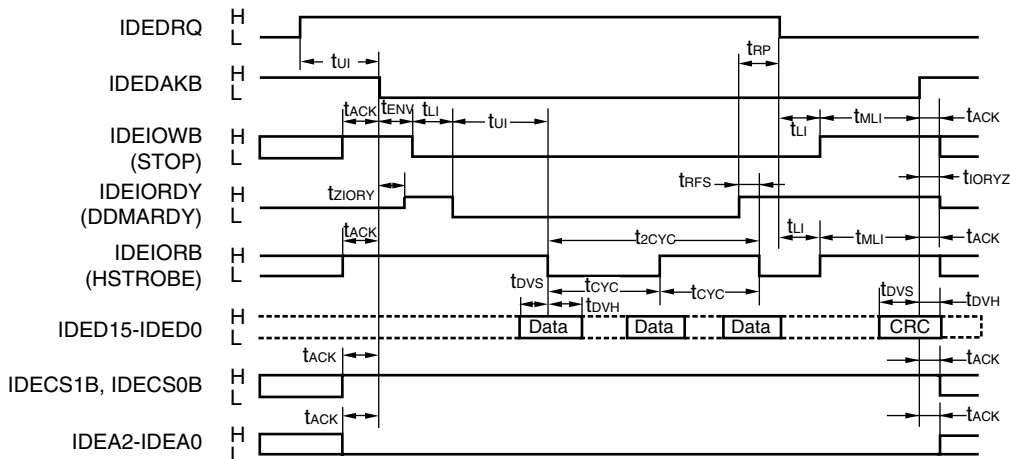 IDEDRQ H L
tUI tRP
IDEDAKB H L
tACK tENV tLI tUI tLI tMLI tACK
IDEIOWB (STOP) H L
tZIORY tRFS tIORYZ
IDEIORDY (DDMARDY) H L
tACK t2CYC tLI tMLI tACK
IDEIORB (HSTROBE) H L
tDVS tCYC tCYC tDVS
tDVH tDVH
IDED15-IDED0 H L Data Data Data CRC
tACK tACK
IDECS1B, IDECS0B H L
tACK tACK
IDEA2-IDEA0 H L